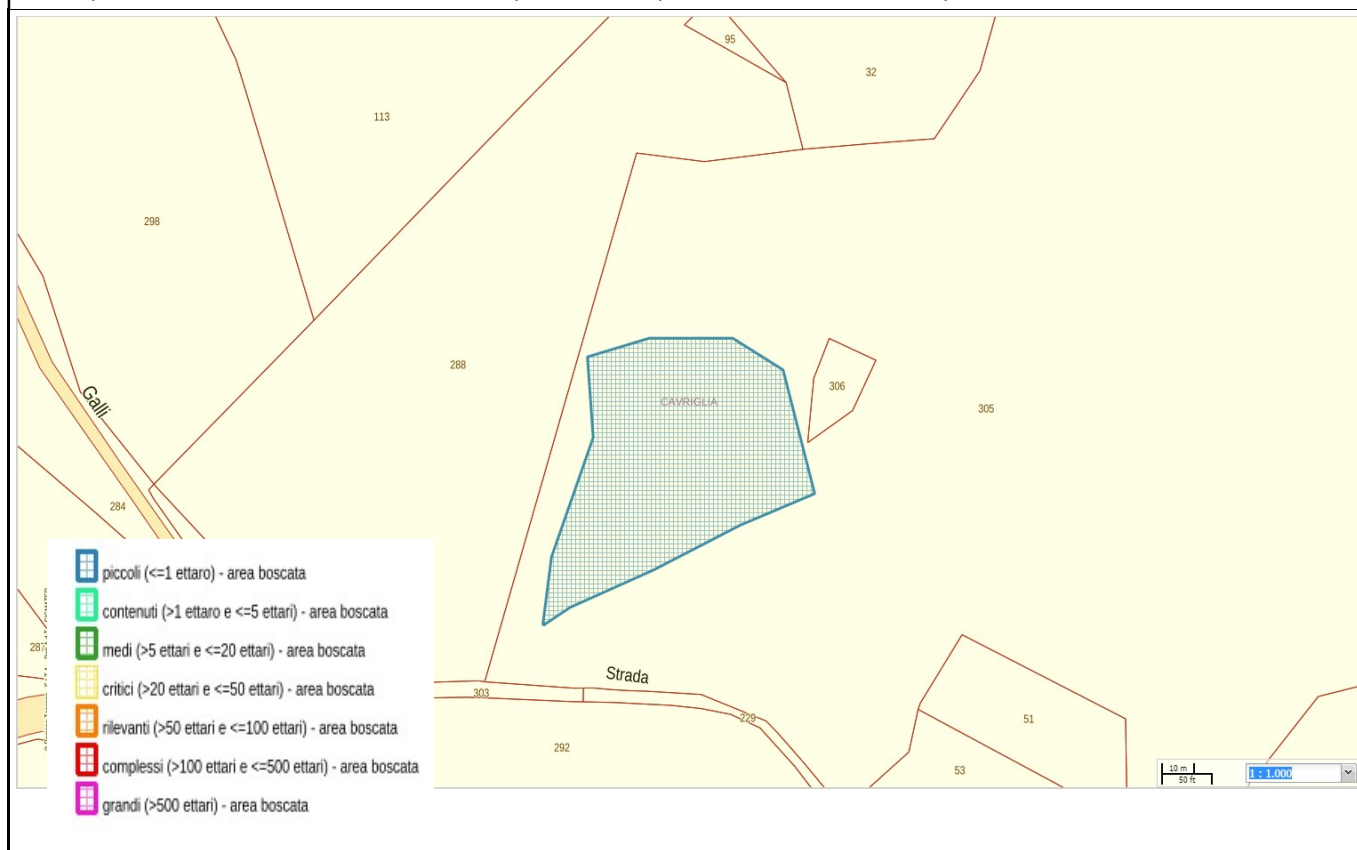 95
32
113
298
288
306
CAVRIGLIA
305
Galli
284
piccoli (<=1 ettaro) - area boscata
contenuti (>1 ettaro e <=5 ettari) - area boscata
medi (>5 ettari e <=20 ettari) - area boscata
287
critici (>20 ettari e <=50 ettari) - area boscata
rilevanti (>50 ettari e <=100 ettari) - area boscata
complessi (>100 ettari e <=500 ettari) - area boscata
grandi (>500 ettari) - area boscata
Strada
303
229
292
51
53
10 m
50 ft
1 : 1.000